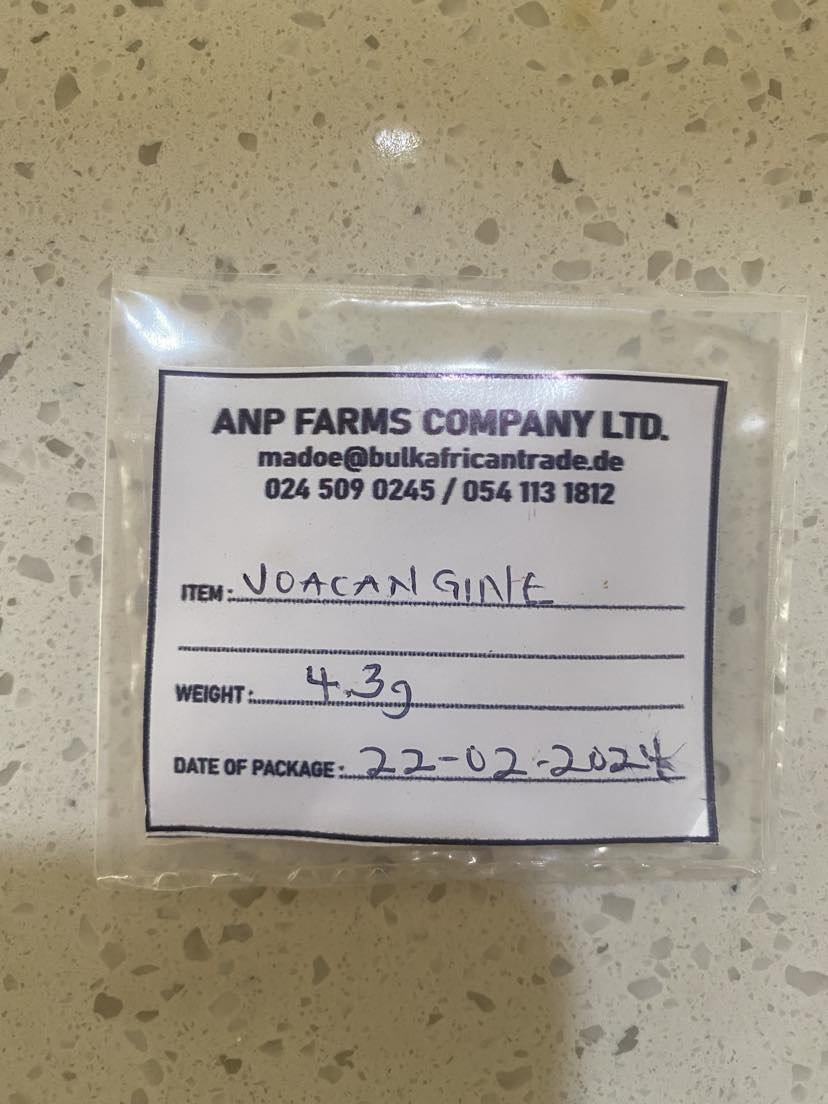 ANP FARMS COMPANY LTD.
madoe@bulkafricantrade.de
024 509 0245 / 054 113 1812
ITEM: VOACANGINE
WEIGHT: 4.3g
DATE OF PACKAGE: 22-02-2024